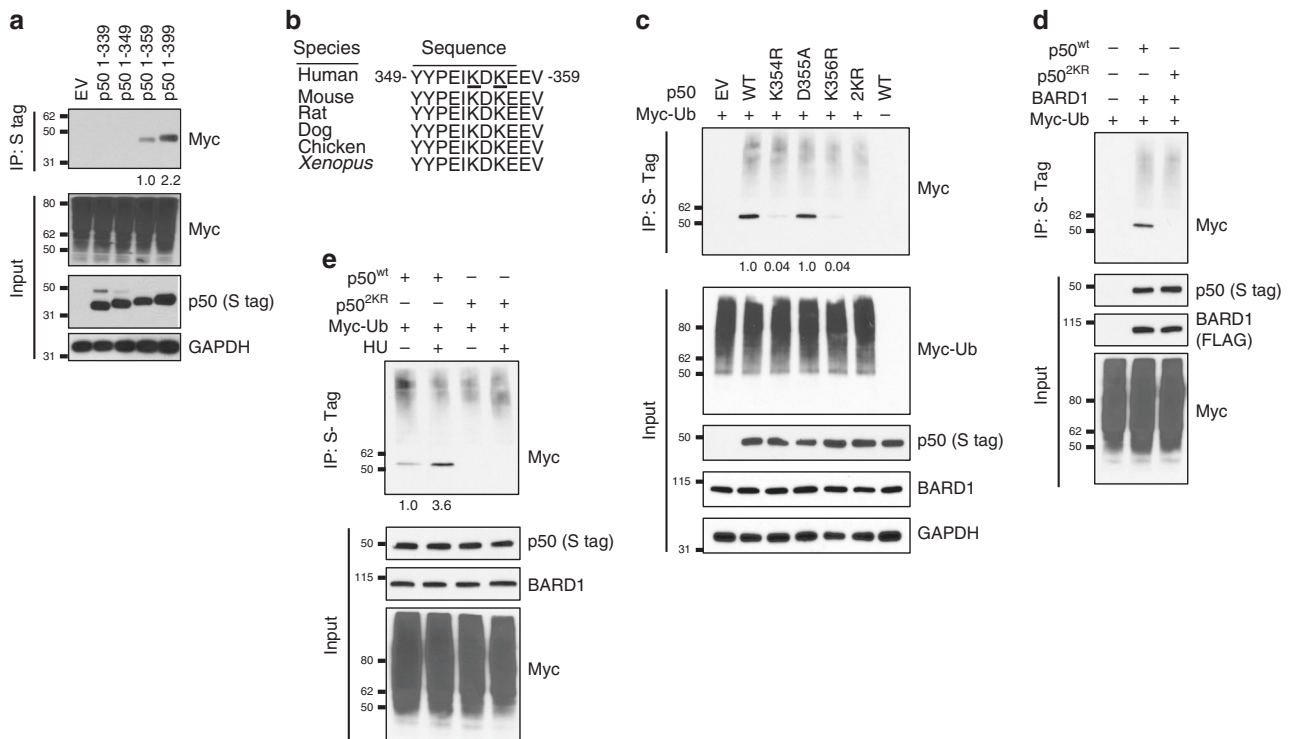 a
EV
p50 1-339
p50 1-349
p50 1-359
p50 1-399
IP: S tag
62
50
31
Myc
1.0 2.2
Input
80
62
50
Myc
50
31
p50 (S tag)
31
GAPDH
b
Species Sequence
Human 349- YYPEIKDKEEV -359
Mouse YYPEIKDKEEV
Rat YYPEIKDKEEV
Dog YYPEIKDKEEV
Chicken YYPEIKDKEEV
Xenopus YYPEIKDKEEV
c
p50 EV WT K354R D355A K356R 2KR WT
Myc-Ub + + + + + + –
IP: S- Tag
62
50
Myc
1.0 0.04 1.0 0.04
Input
80
62
50
Myc-Ub
50
p50 (S tag)
115
BARD1
31
GAPDH
d
p50wt – + –
p502KR – – +
BARD1 – + +
Myc-Ub + + +
IP: S- Tag
62
50
Myc
Input
50
p50 (S tag)
115
BARD1
(FLAG)
80
62
50
Myc
e
p50wt + + – –
p502KR – – + +
Myc-Ub + + + +
HU – + – +
IP: S- Tag
62
50
Myc
1.0 3.6
Input
50
p50 (S tag)
115
BARD1
80
62
50
Myc